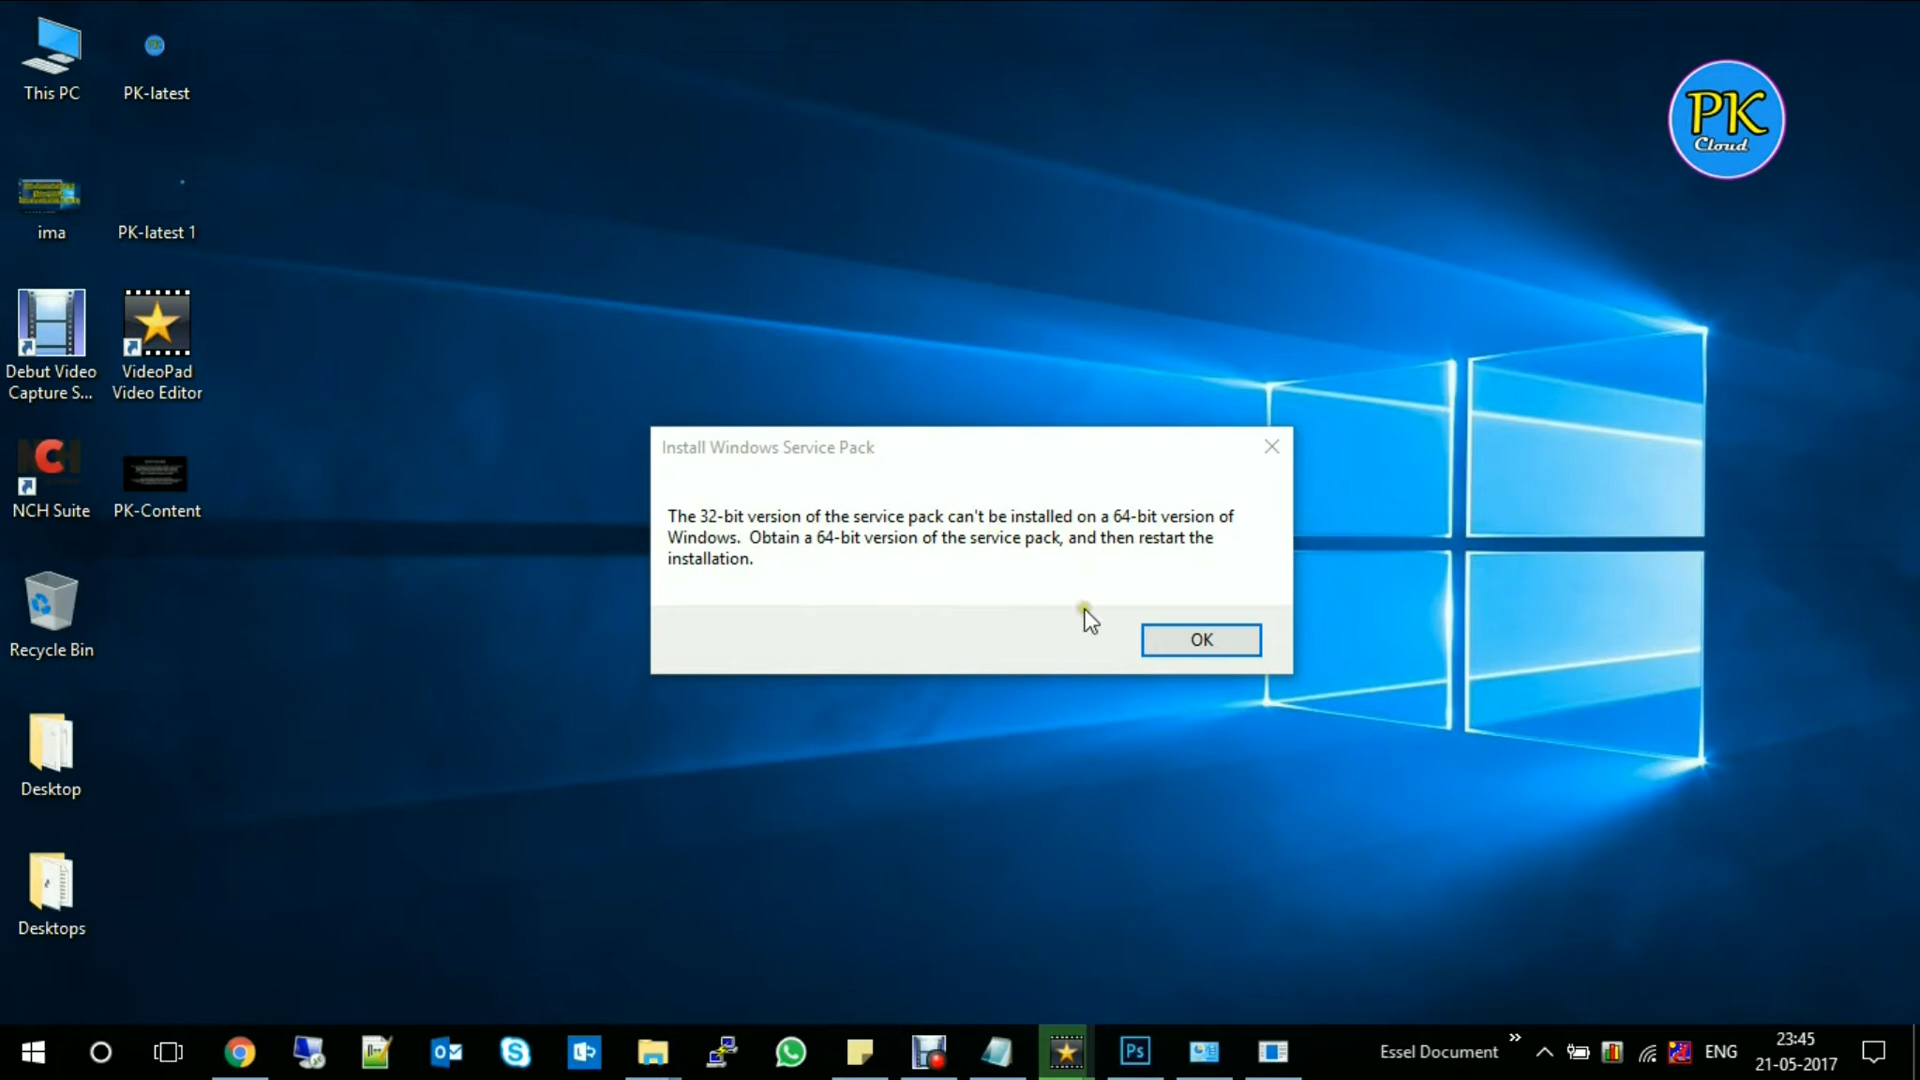 This PC
PK-latest
PK
Cloud
ima
PK-latest 1
Debut Video
Capture S...
VideoPad
Video Editor
NCH Suite
PK-Content
Recycle Bin
Desktop
Desktops
Install Windows Service Pack
The 32-bit version of the service pack can't be installed on a 64-bit version of
Windows. Obtain a 64-bit version of the service pack, and then restart the
installation.
OK
Ps
Essel Document
ENG
23:45
21-05-2017